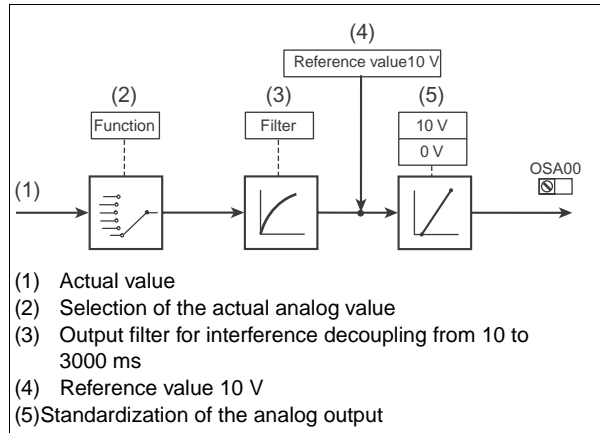 (4)
Reference value10 V
(2)
(3)
(5)
Function
Filter
10 V
0 V
OSA00
(1)
(1) Actual value
(2) Selection of the actual analog value
(3) Output filter for interference decoupling from 10 to
3000 ms
(4) Reference value 10 V
(5)Standardization of the analog output